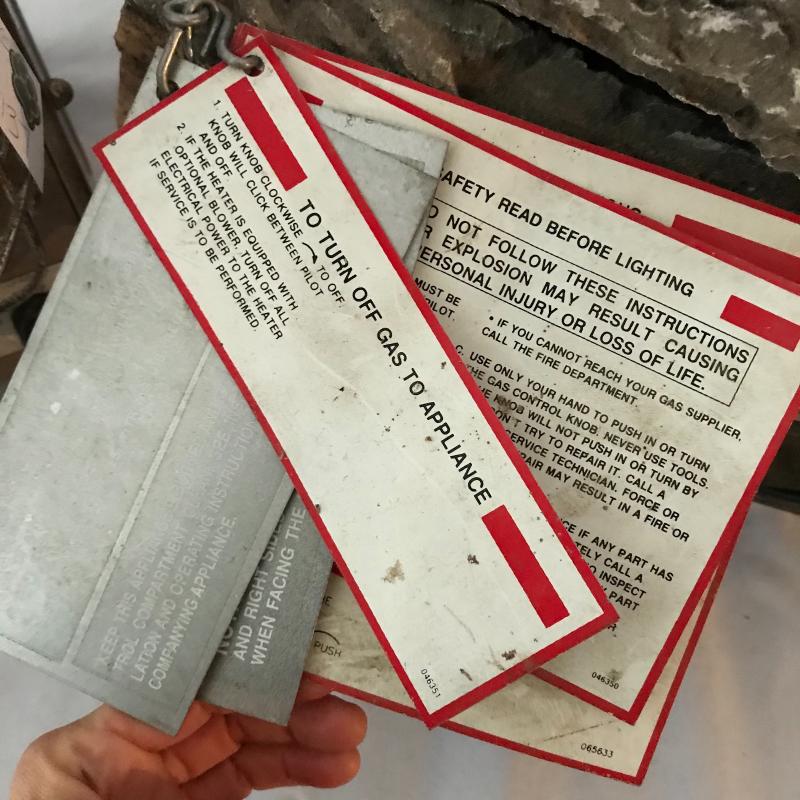 TO TURN OFF GAS TO APPLIANCE
1. TURN KNOB CLOCKWISE TO OFF.
KNOB WILL CLICK BETWEEN PILOT
AND OFF
2. IF THE HEATER IS EQUIPPED WITH
OPTIONAL BLOWER, TURN OFF ALL
ELECTRICAL POWER TO THE HEATER
IF SERVICE IS TO BE PERFORMED.
046351
SAFETY READ BEFORE LIGHTING
NOT FOLLOW THESE INSTRUCTIONS
EXPLOSION MAY RESULT CAUSING
PERSONAL INJURY OR LOSS OF LIFE.
MUST BE
PILOT.
• IF YOU CANNOT REACH YOUR GAS SUPPLIER,
CALL THE FIRE DEPARTMENT
C. USE ONLY YOUR HAND TO PUSH IN OR TURN
THE GAS CONTROL KNOB. NEVER USE TOOLS.
THE KNOB WILL NOT PUSH IN OR TURN BY
DON'T TRY TO REPAIR IT. CALL A
SERVICE TECHNICIAN. FORCE OR
MAY RESULT IN A FIRE OR
IF ANY PART HAS
CALL A
TO INSPECT
PART
046350
PUSH
065633
KEEP THIS
COMPARTMENT
LATION AND OPERATING
COMPANYING APPLIANCE.
AND RIGHT
WHEN FACING THE